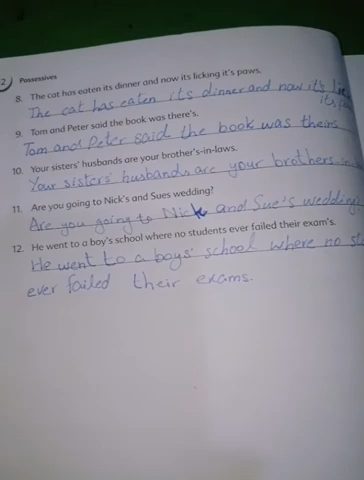 2
Possessives
8. The cat has eaten its dinner and now its licking it's paws.
The cat has eaten its dinner and now it's
its
9. Tom and Peter said the book was there's.
Tom and Peter said the book was theirs
10. Your sisters' husbands are your brother's-in-laws.
Your sisters' husbands are your brothers-in-
11. Are you going to Nick's and Sues wedding?
Are you going to Nick and Sue's wedding
12. He went to a boy's school where no students ever failed their exam's.
He went to a boys' school where no
ever failed their exams.